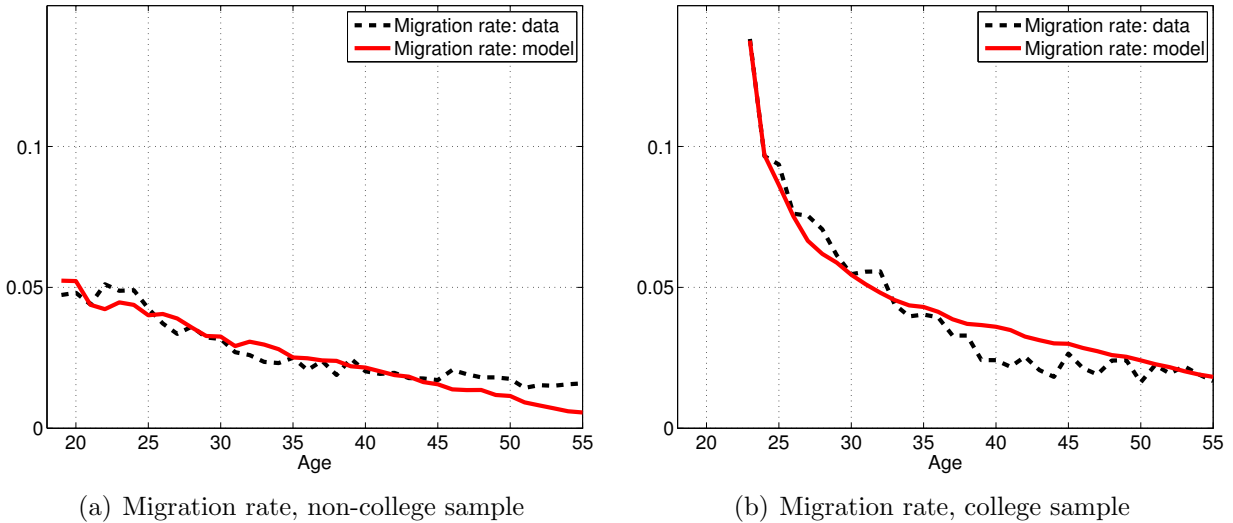 Migration rate: data
Migration rate: model
0.1
0.05
0
20 25 30 35 40 45 50 55
Age
(a) Migration rate, non-college sample
Migration rate: data
Migration rate: model
0.1
0.05
0
20 25 30 35 40 45 50 55
Age
(b) Migration rate, college sample